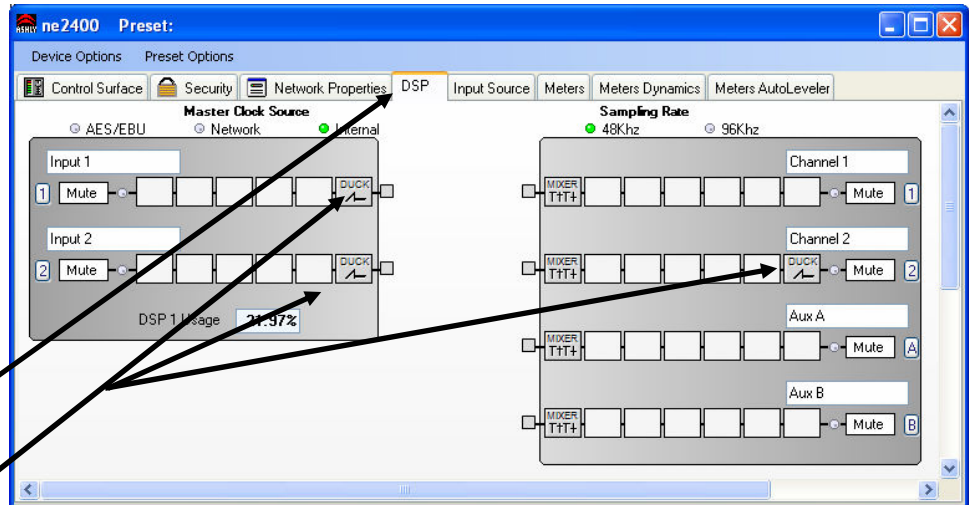 ASHLY ne2400 Preset:
Device Options Preset Options
Control Surface Security Network Properties DSP Input Source Meters Meters Dynamics Meters AutoLeveler
Master Clock Source
AES/EBU Network Internal
Sampling Rate
48Khz 96Khz
Input 1
1 Mute DUCK
Input 2
2 Mute DUCK
DSP 1 Usage 21.97%
Channel 1
MIXER Mute 1
Channel 2
MIXER DUCK Mute 2
Aux A
MIXER Mute A
Aux B
MIXER Mute B